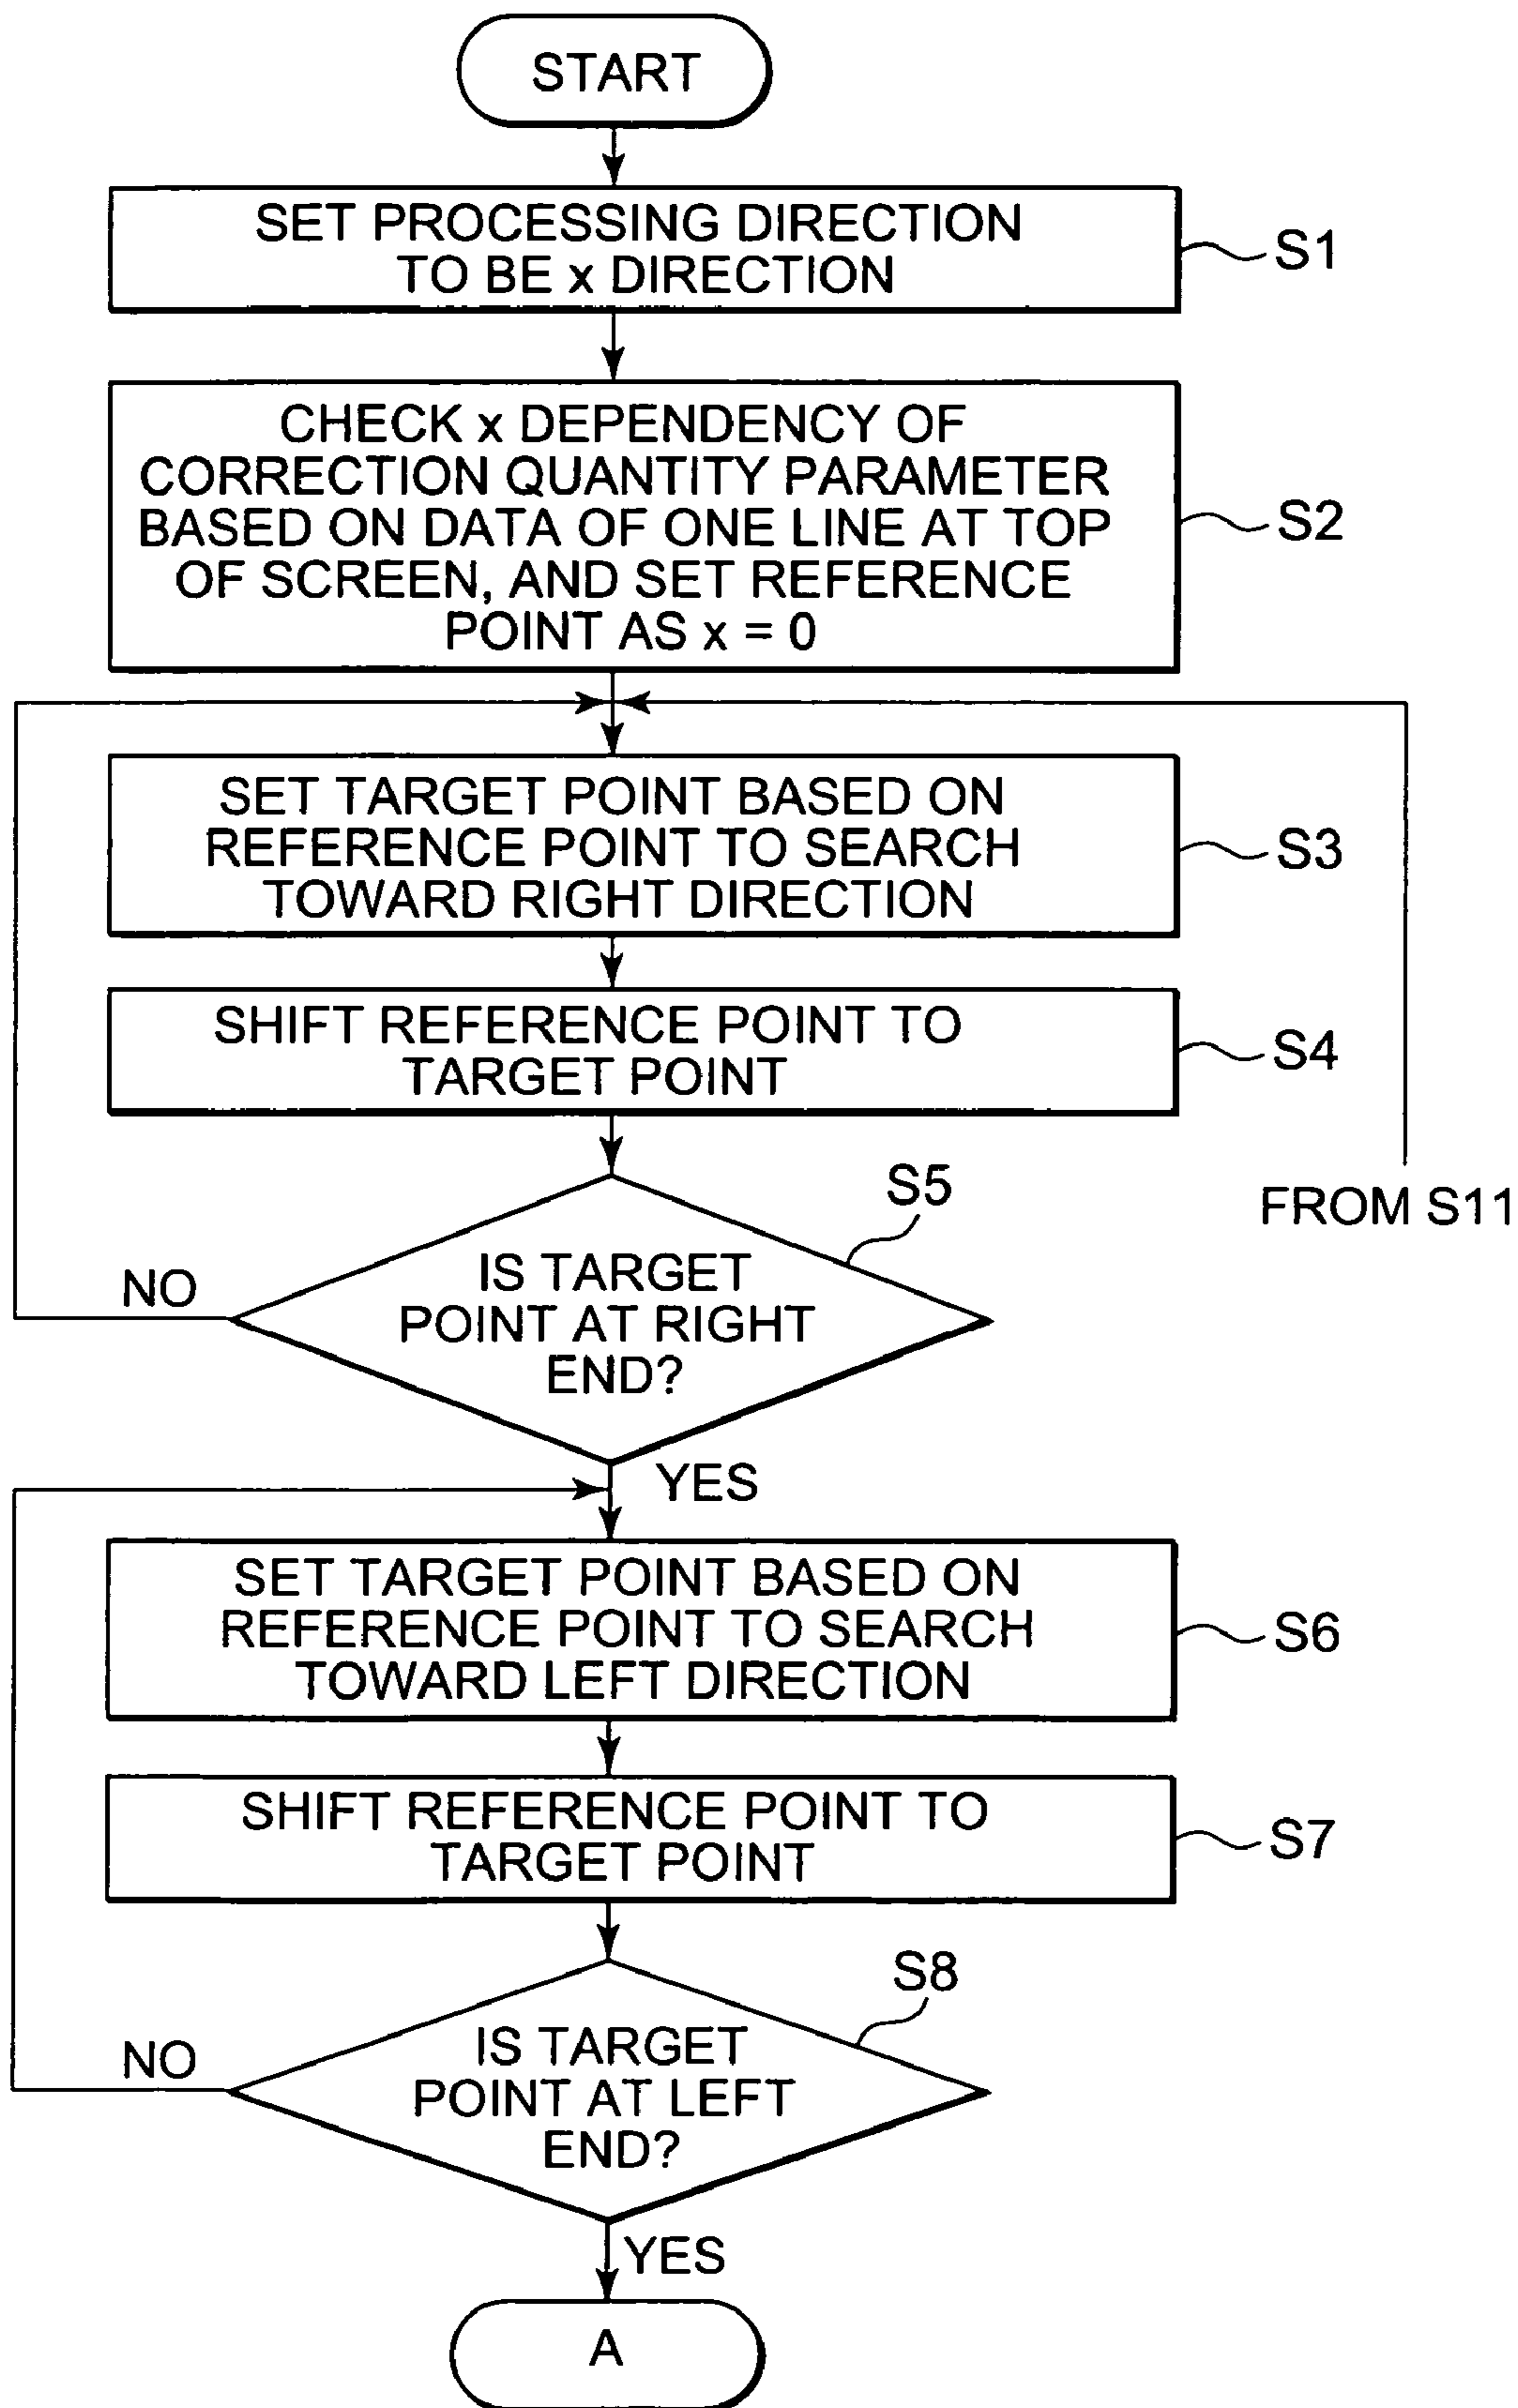 START
SET PROCESSING DIRECTION
TO BE x DIRECTION
S1
CHECK x DEPENDENCY OF
CORRECTION QUANTITY PARAMETER
BASED ON DATA OF ONE LINE AT TOP
OF SCREEN, AND SET REFERENCE
POINT AS x = 0
S2
SET TARGET POINT BASED ON
REFERENCE POINT TO SEARCH
TOWARD RIGHT DIRECTION
S3
SHIFT REFERENCE POINT TO
TARGET POINT
S4
FROM S11
S5
IS TARGET
POINT AT RIGHT
END?
NO
YES
SET TARGET POINT BASED ON
REFERENCE POINT TO SEARCH
TOWARD LEFT DIRECTION
S6
SHIFT REFERENCE POINT TO
TARGET POINT
S7
S8
IS TARGET
POINT AT LEFT
END?
NO
YES
A